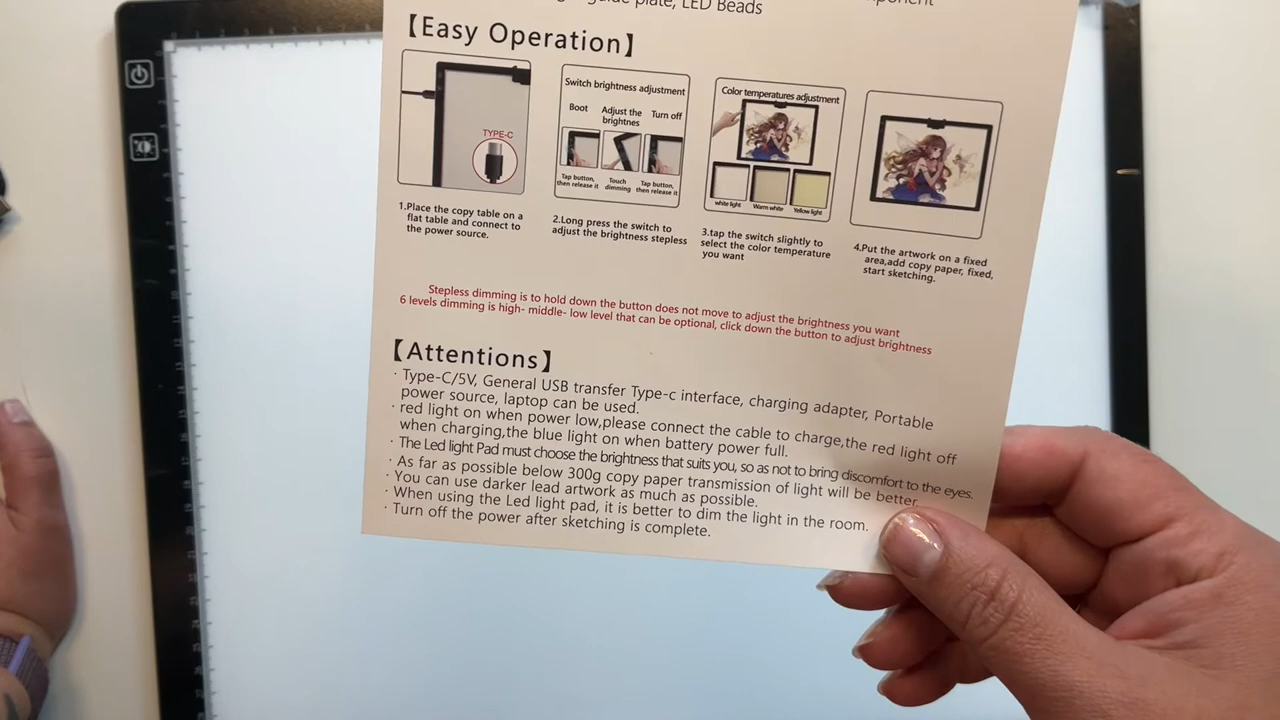 guide plate, LED Beads
【Easy Operation】
TYPE-C
1.Place the copy table on a
flat table and connect to
the power source.
Switch brightness adjustment
Boot
Adjust the
brightnes
Turn off
Tap button,
then release it
Touch
dimming
Tap button,
then release it
2.Long press the switch to
adjust the brightness stepless
Color temperatures adjustment
white light
Warm white
Yellow light
3.tap the switch slightly to
select the color temperature
you want
4.Put the artwork on a fixed
area,add copy paper, fixed,
start sketching.
Stepless dimming is to hold down the button does not move to adjust the brightness you want
6 levels dimming is high- middle- low level that can be optional, click down the button to adjust brightness
【Attentions】
· Type-C/5V, General USB transfer Type-c interface, charging adapter, Portable
power source, laptop can be used.
· red light on when power low,please connect the cable to charge,the red light off
when charging,the blue light on when battery power full.
· The Led light Pad must choose the brightness that suits you, so as not to bring discomfort to the eyes.
· As far as possible below 300g copy paper transmission of light will be better.
· You can use darker lead artwork as much as possible.
· When using the Led light pad, it is better to dim the light in the room.
· Turn off the power after sketching is complete.